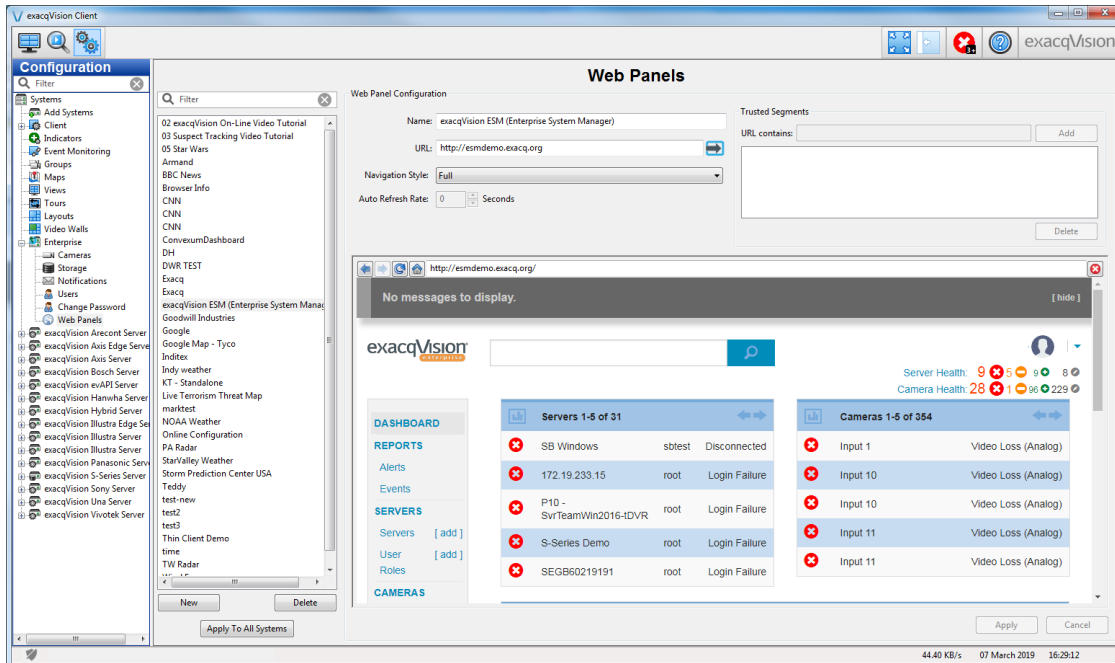 exacqVision Client
3+
exacqVision
Configuration
Filter
Systems
Add Systems
Client
Indicators
Event Monitoring
Groups
Maps
Views
Tours
Layouts
Video Walls
Enterprise
Cameras
Storage
Notifications
Users
Change Password
Web Panels
exacqVision Arecont Server
exacqVision Axis Edge Serve
exacqVision Axis Server
exacqVision Bosch Server
exacqVision evAPI Server
exacqVision Hanwha Server
exacqVision Hybrid Server
exacqVision Illustra Edge Se
exacqVision Illustra Server
exacqVision Illustra Server
exacqVision Panasonic Serv
exacqVision S-Series Server
exacqVision Sony Server
exacqVision Una Server
exacqVision Vivotek Server
Filter
02 exacqVision On-Line Video Tutorial
03 Suspect Tracking Video Tutorial
05 Star Wars
Armand
BBC News
Browser Info
CNN
CNN
CNN
ConvexumDashboard
DH
DWR TEST
Exacq
Exacq
exacqVision ESM (Enterprise System Manag
Goodwill Industries
Google
Google Map - Tyco
Inditex
Indy weather
KT - Standalone
Live Terrorism Threat Map
marktest
NOAA Weather
Online Configuration
PA Radar
StarValley Weather
Storm Prediction Center USA
Teddy
test-new
test2
test3
Thin Client Demo
time
TW Radar
New Delete
Apply To All Systems
Web Panels
Web Panel Configuration
Name: exacqVision ESM (Enterprise System Manager)
URL: http://esmdemo.exacq.org
Navigation Style: Full
Auto Refresh Rate: 0 Seconds
Trusted Segments
URL contains: Add
Delete
http://esmdemo.exacq.org/
No messages to display. [ hide ]
exacqVision
enterprise
Server Health: 9 5 9 8
Camera Health: 28 1 96 229
DASHBOARD
REPORTS
Alerts
Events
SERVERS
Servers [ add ]
User Roles [ add ]
CAMERAS
Servers 1-5 of 31
SB Windows sbtest Disconnected
172.19.233.15 root Login Failure
P10 -
SvrTeamWin2016-tDVR root Login Failure
S-Series Demo root Login Failure
SEGB60219191 root Login Failure
Cameras 1-5 of 354
Input 1 Video Loss (Analog)
Input 10 Video Loss (Analog)
Input 10 Video Loss (Analog)
Input 11 Video Loss (Analog)
Input 11 Video Loss (Analog)
Apply Cancel
44.40 KB/s 07 March 2019 16:29:12